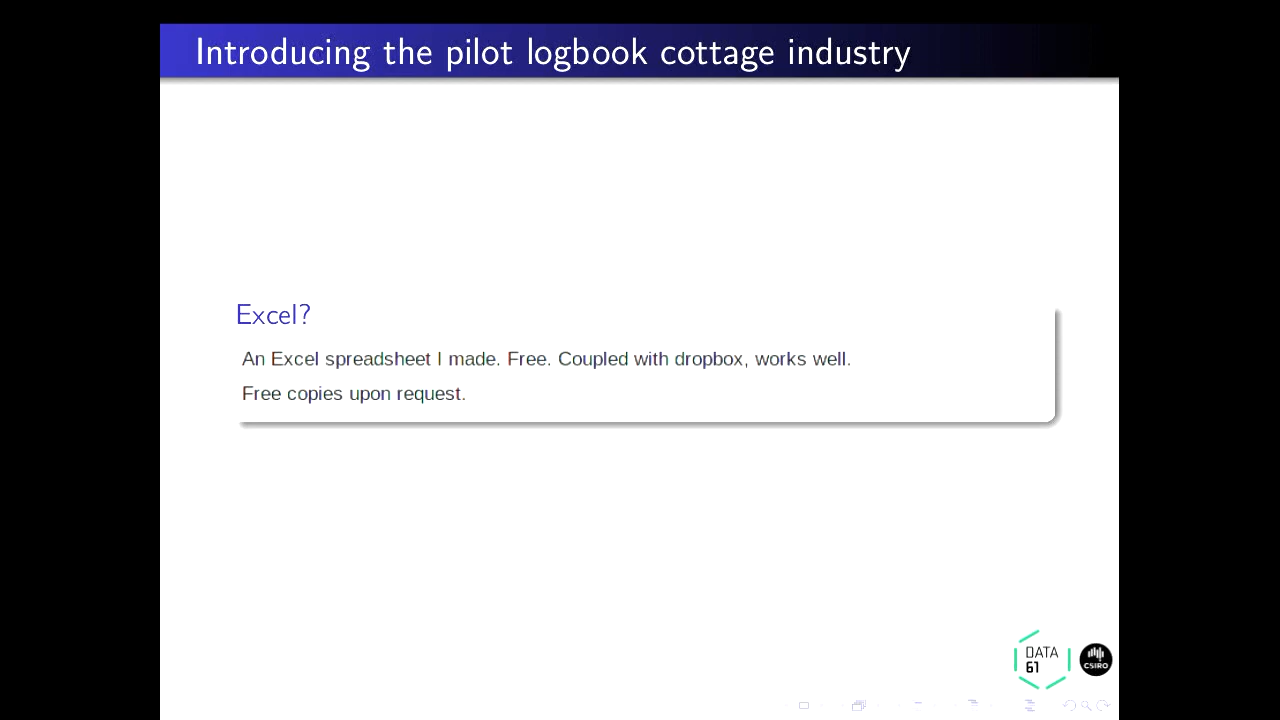 Introducing the pilot logbook cottage industry
Excel?
An Excel spreadsheet I made. Free. Coupled with dropbox, works well.
Free copies upon request.
DATA
61
CSIRO